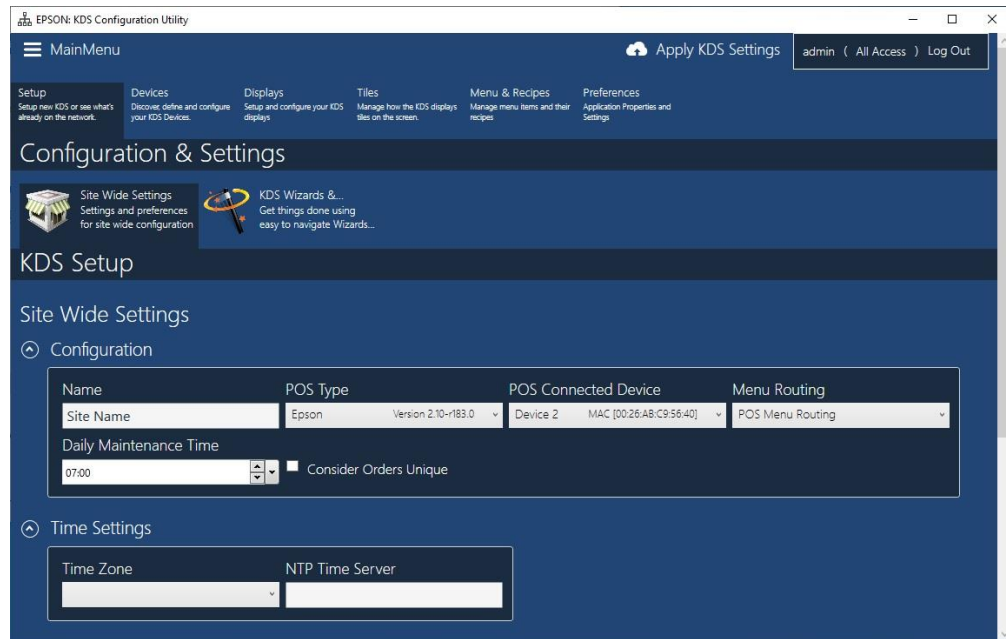 EPSON: KDS Configuration Utility
MainMenu
Apply KDS Settings
admin ( All Access ) Log Out
Setup
Setup new KDS or see what's
already on the network.
Devices
Discover, define and configure
your KDS Devices.
Displays
Setup and configure your KDS
displays
Tiles
Manage how the KDS displays
tiles on the screen.
Menu & Recipes
Manage menu items and their
recipes
Preferences
Application Properties and
Settings
Configuration & Settings
Site Wide Settings
Settings and preferences
for site wide configuration
KDS Wizards &...
Get things done using
easy to navigate Wizards...
KDS Setup
Site Wide Settings
Configuration
Name
POS Type
POS Connected Device
Menu Routing
Site Name
Epson Version 2.10-r183.0
Device 2 MAC [00:26:AB:C9:56:40]
POS Menu Routing
Daily Maintenance Time
07:00
Consider Orders Unique
Time Settings
Time Zone
NTP Time Server